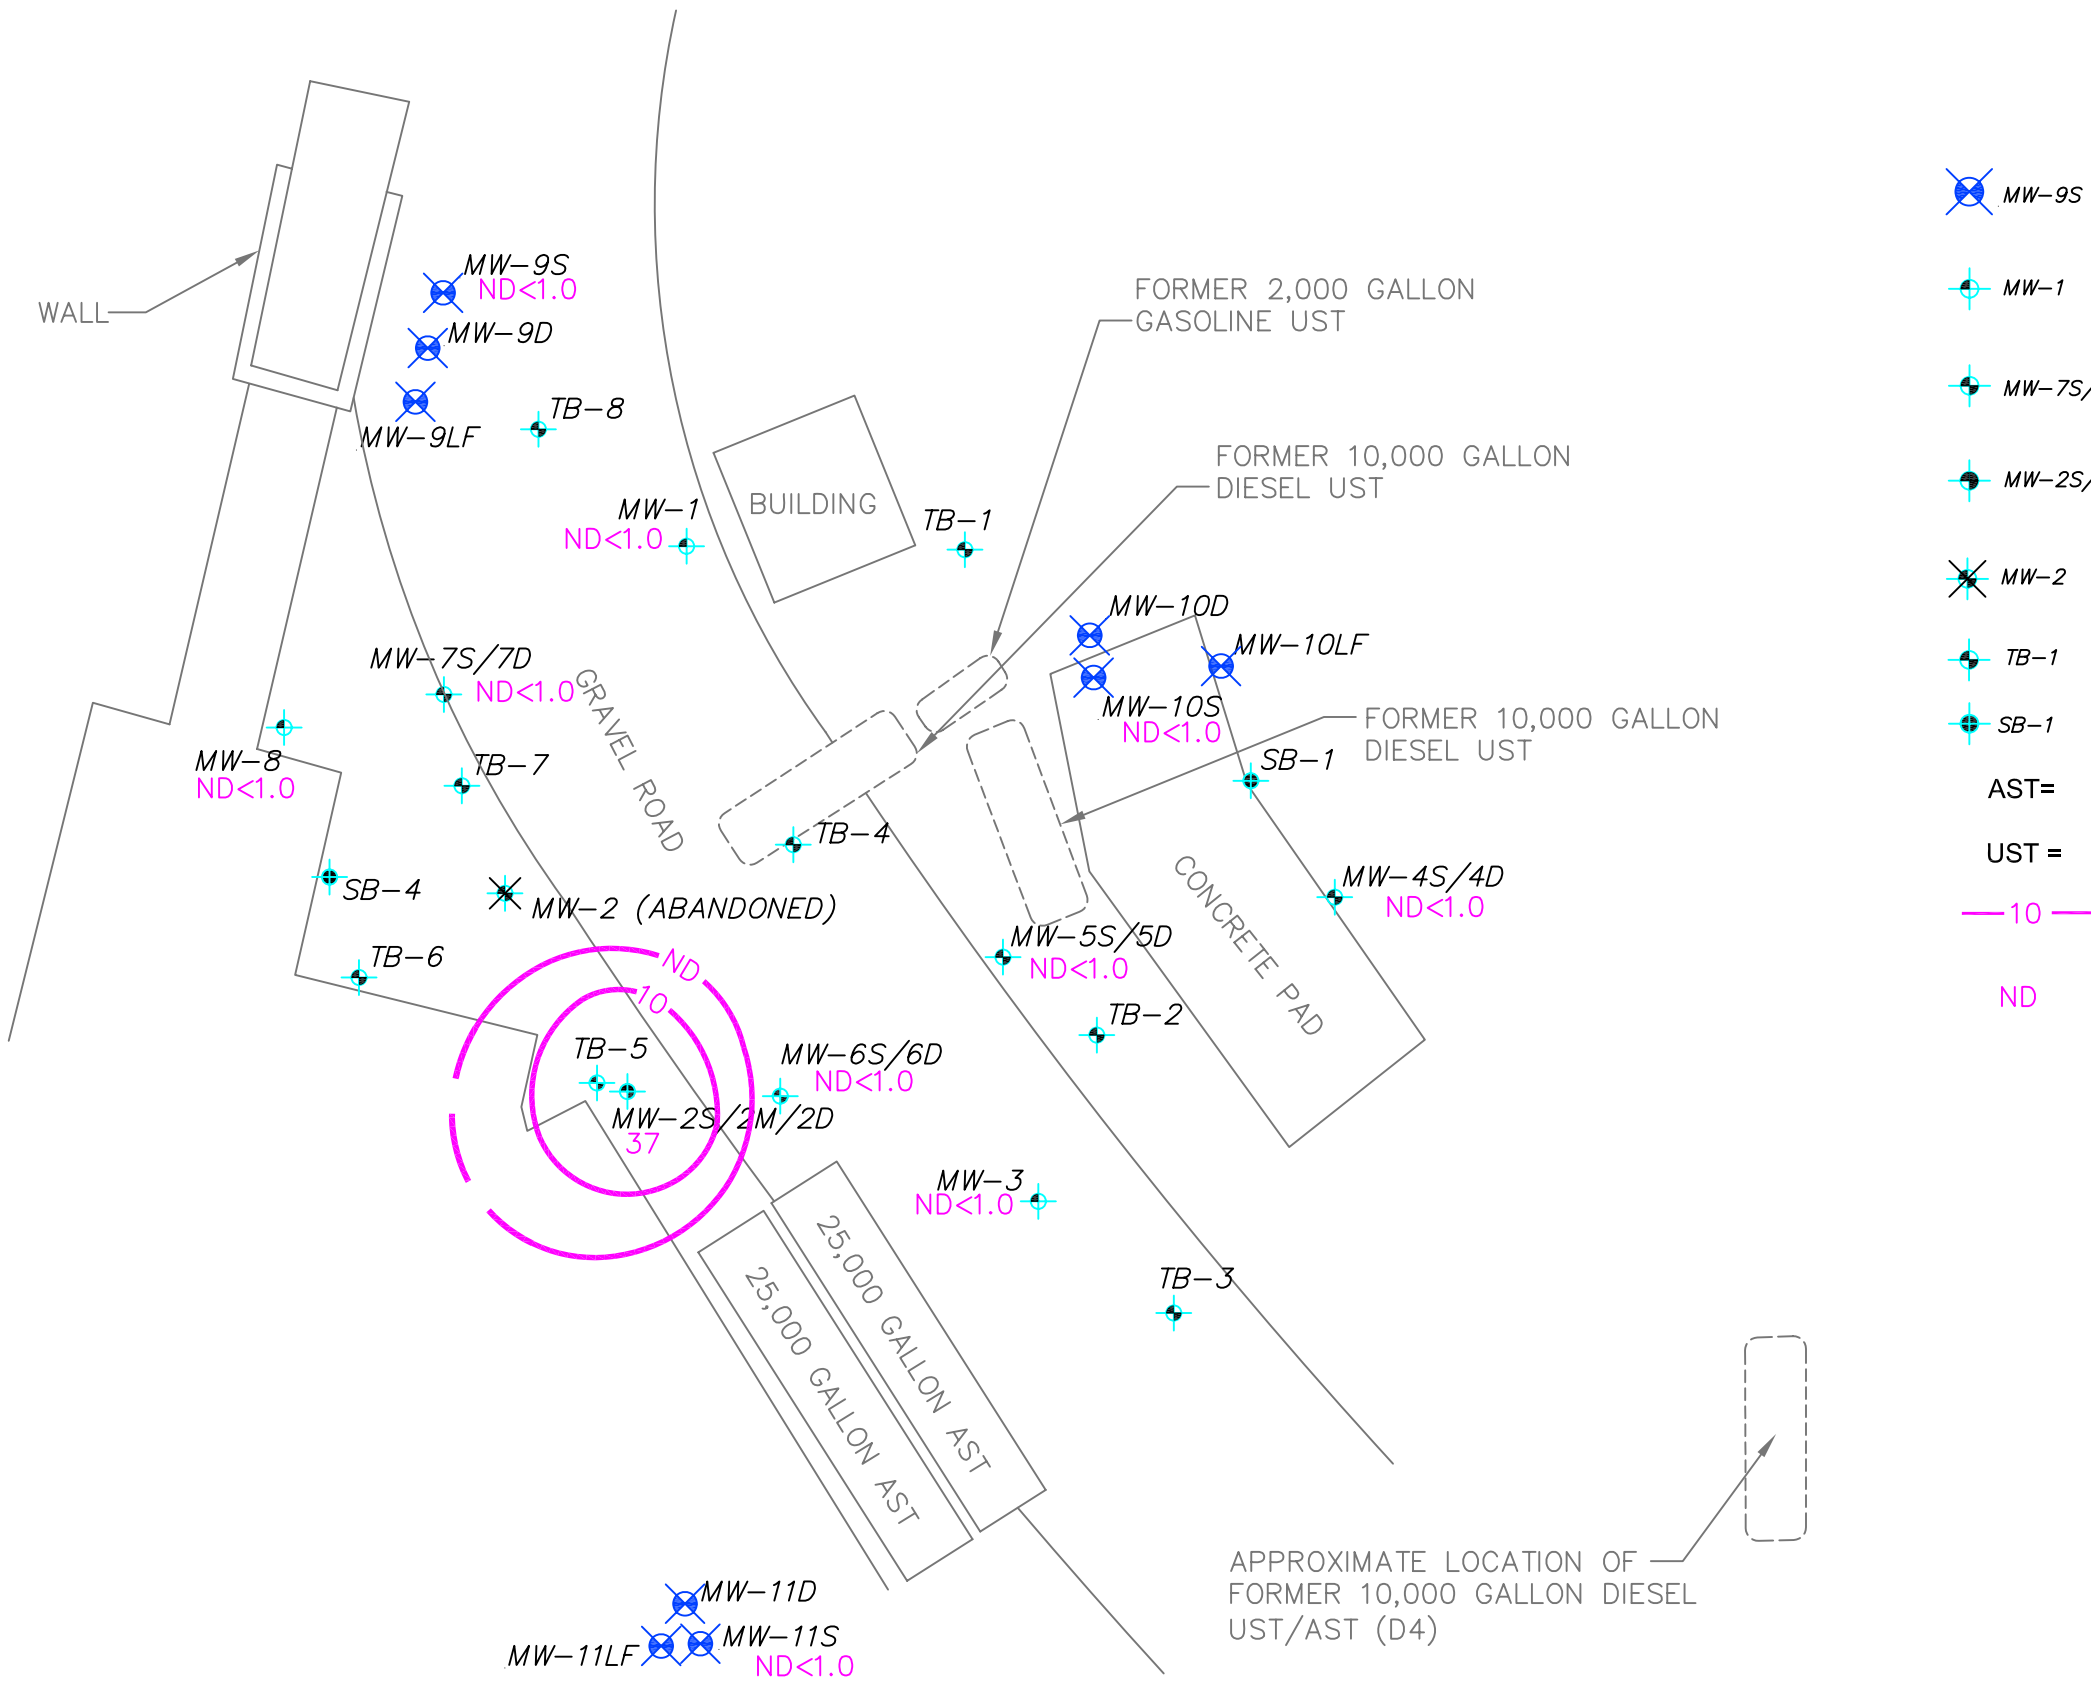 WALL
MW-9S
ND<1.0
MW-9D
MW-9LF
TB-8
MW-1
ND<1.0
BUILDING
TB-1
FORMER 2,000 GALLON
GASOLINE UST
FORMER 10,000 GALLON
DIESEL UST
MW-10D
MW-10LF
MW-10S
ND<1.0
FORMER 10,000 GALLON
DIESEL UST
SB-1
MW-7S/7D
ND<1.0
GRAVEL ROAD
MW-8
ND<1.0
TB-7
TB-4
SB-4
MW-2 (ABANDONED)
TB-6
CONCRETE PAD
MW-4S/4D
ND<1.0
MW-5S/5D
ND<1.0
TB-2
ND
10
TB-5
MW-2S/2M/2D
37
MW-6S/6D
ND<1.0
MW-3
ND<1.0
TB-3
25,000 GALLON AST
25,000 GALLON AST
APPROXIMATE LOCATION OF
FORMER 10,000 GALLON DIESEL
UST/AST (D4)
MW-11D
MW-11S
MW-11LF
ND<1.0
MW-9S
MW-1
MW-7S/
MW-2S/
MW-2
TB-1
SB-1
AST=
UST =
10
ND